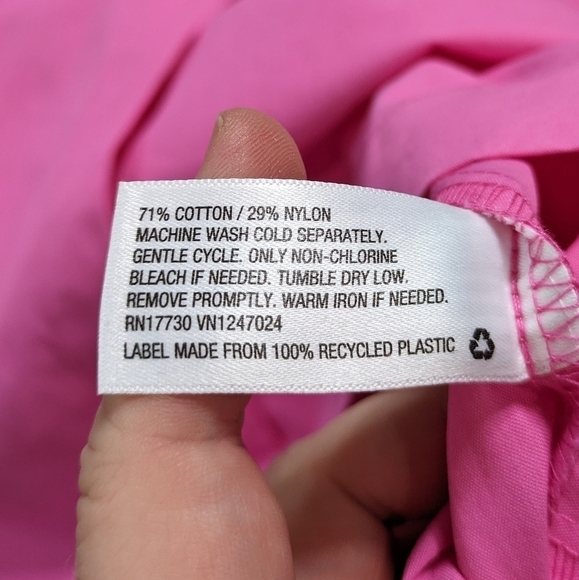 71% COTTON / 29% NYLON
MACHINE WASH COLD SEPARATELY.
GENTLE CYCLE. ONLY NON-CHLORINE
BLEACH IF NEEDED. TUMBLE DRY LOW.
REMOVE PROMPTLY. WARM IRON IF NEEDED.
RN17730 VN1247024
LABEL MADE FROM 100% RECYCLED PLASTIC